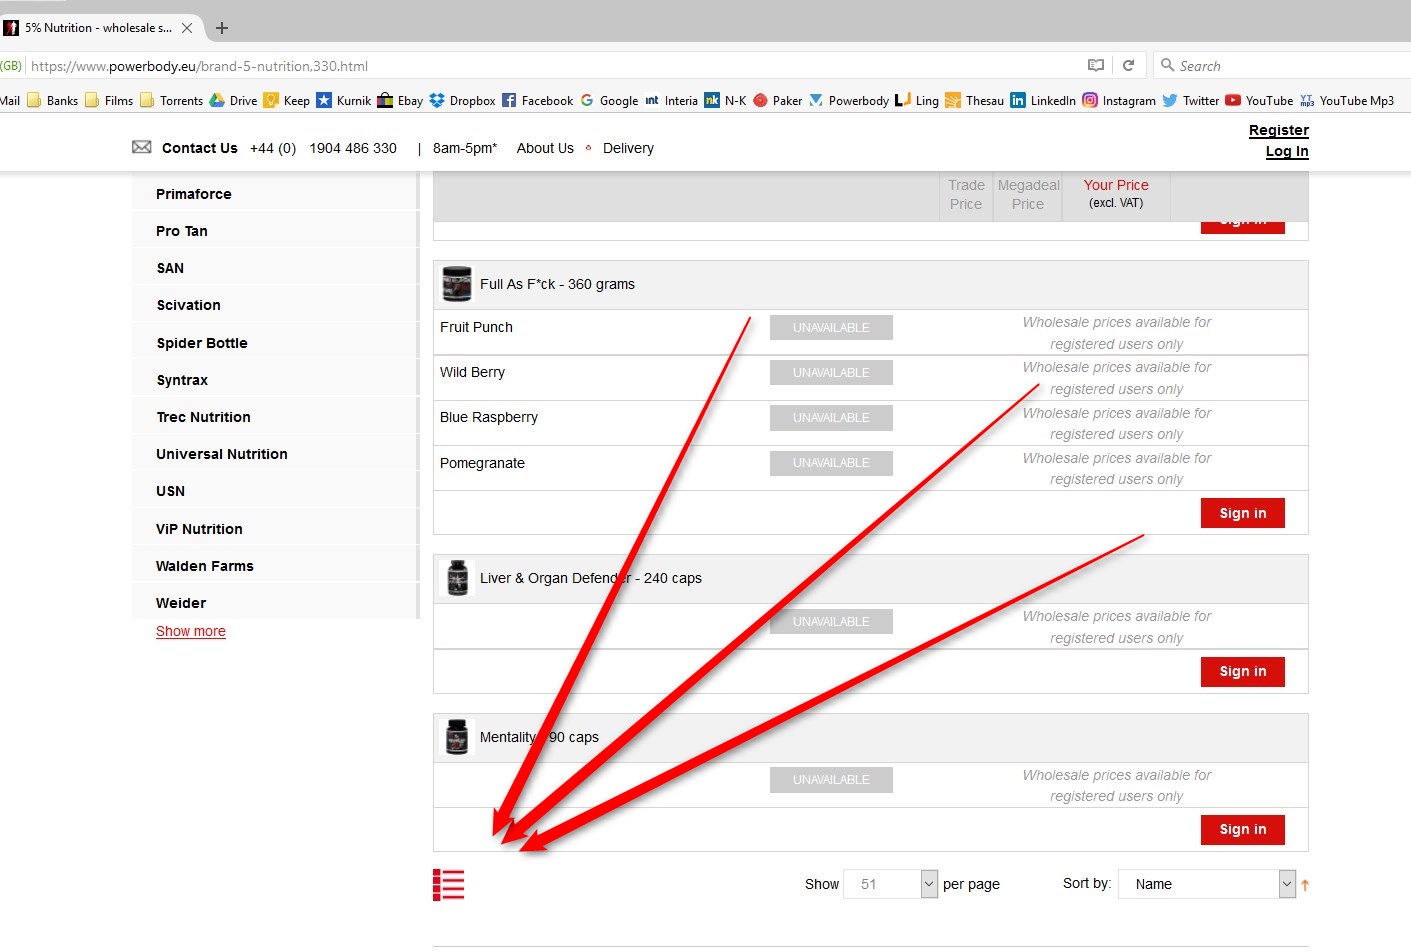 5% Nutrition - wholesale s...
(GB) https://www.powerbody.eu/brand-5-nutrition,330.html
Search
Mail Banks Films Torrents Drive Keep Kurnik Ebay Dropbox Facebook Google Interia N-K Paker Powerbody Ling Thesau LinkedIn Instagram Twitter YouTube YouTube Mp3
Register
Contact Us +44 (0) 1904 486 330 | 8am-5pm* About Us Delivery
Log In
Primaforce
Pro Tan
SAN
Scivation
Spider Bottle
Syntrax
Trec Nutrition
Universal Nutrition
USN
ViP Nutrition
Walden Farms
Weider
Show more
Trade Price
Megadeal Price
Your Price
(excl. VAT)
Sign in
Full As F*ck - 360 grams
Fruit Punch UNAVAILABLE Wholesale prices available for
registered users only
Wild Berry UNAVAILABLE Wholesale prices available for
registered users only
Blue Raspberry UNAVAILABLE Wholesale prices available for
registered users only
Pomegranate UNAVAILABLE Wholesale prices available for
registered users only
Sign in
Liver & Organ Defender - 240 caps
UNAVAILABLE Wholesale prices available for
registered users only
Sign in
Mentality - 90 caps
UNAVAILABLE Wholesale prices available for
registered users only
Sign in
Show 51 per page Sort by: Name